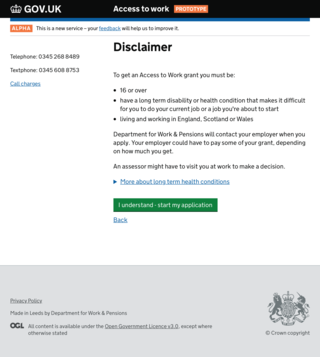 GOV.UK
Access to work PROTOTYPE
ALPHA This is a new service – your feedback will help us to improve it.
Telephone: 0345 268 8489
Textphone: 0345 608 8753
Call charges
Disclaimer
To get an Access to Work grant you must be:
• 16 or over
• have a long term disability or health condition that makes it difficult
for you to do your current job or a job you're about to start
• living and working in England, Scotland or Wales
Department for Work & Pensions will contact your employer when you
apply. Your employer could have to pay some of your grant, depending
on how much you get.
An assessor might have to visit you at work to make a decision.
More about long term health conditions
I understand - start my application
Back
Privacy Policy
Made in Leeds by Department for Work & Pensions
OGL All content is available under the Open Government Licence v3.0, except where
otherwise stated
© Crown copyright